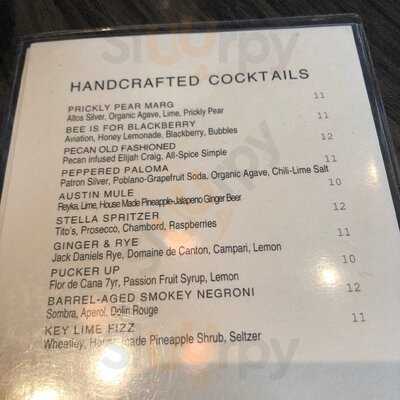 Sluurpy
HANDCRAFTED COCKTAILS
PRICKLY PEAR MARG 11
Altos Silver, Organic Agave, Lime, Prickly Pear
BEE IS FOR BLACKBERRY 11
Aviation, Honey Lemonade, Blackberry, Bubbles
PECAN OLD FASHIONED 12
Pecan infused Elijah Craig, All-Spice Simple
PEPPERED PALOMA 11
Patron Silver, Poblano-Grapefruit Soda, Organic Agave, Chili-Lime Salt
AUSTIN MULE 10
Reyka, Lime, House Made Pineapple-Jalapeno Ginger Beer
STELLA SPRITZER 12
Tito's, Prosecco, Chambord, Raspberries
GINGER & RYE 11
Jack Daniels Rye, Domaine de Canton, Campari, Lemon
PUCKER UP 10
Flor de Cana 7yr, Passion Fruit Syrup, Lemon
BARREL-AGED SMOKEY NEGRONI 12
Sombra, Aperol, Dolin Rouge
KEY LIME FIZZ 11
Wheatley, House made Pineapple Shrub, Seltzer